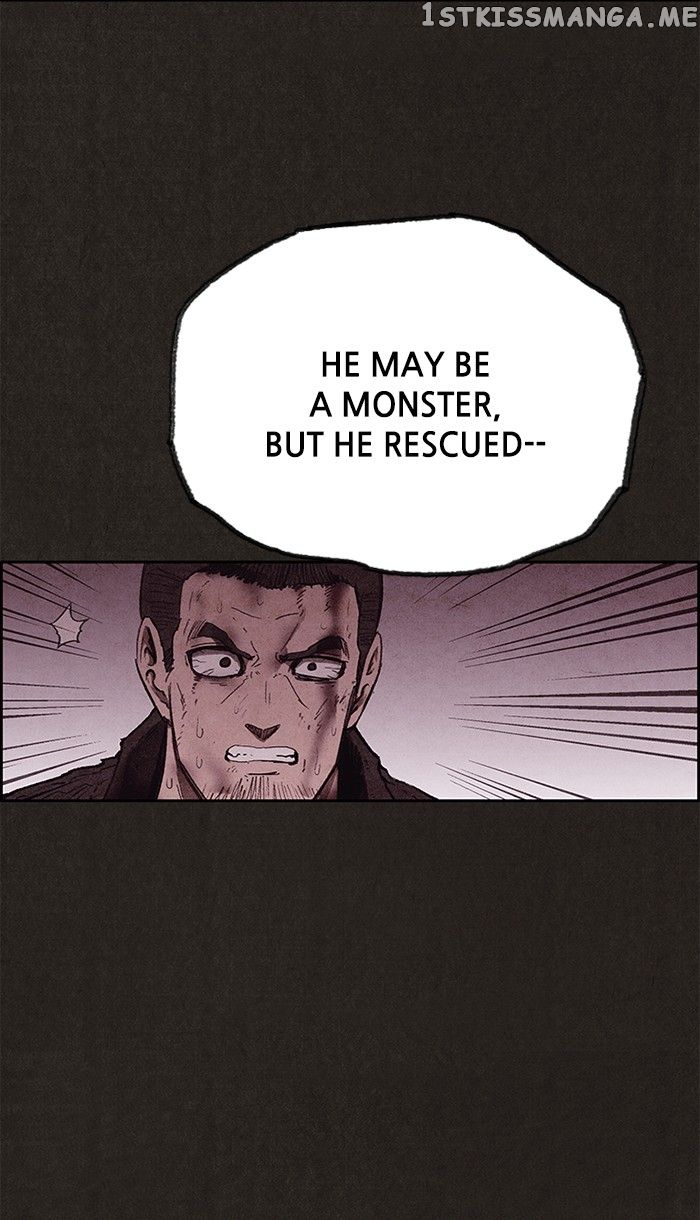 1STKISSMANGA.ME
HE MAY BE
A MONSTER,
BUT HE RESCUED--